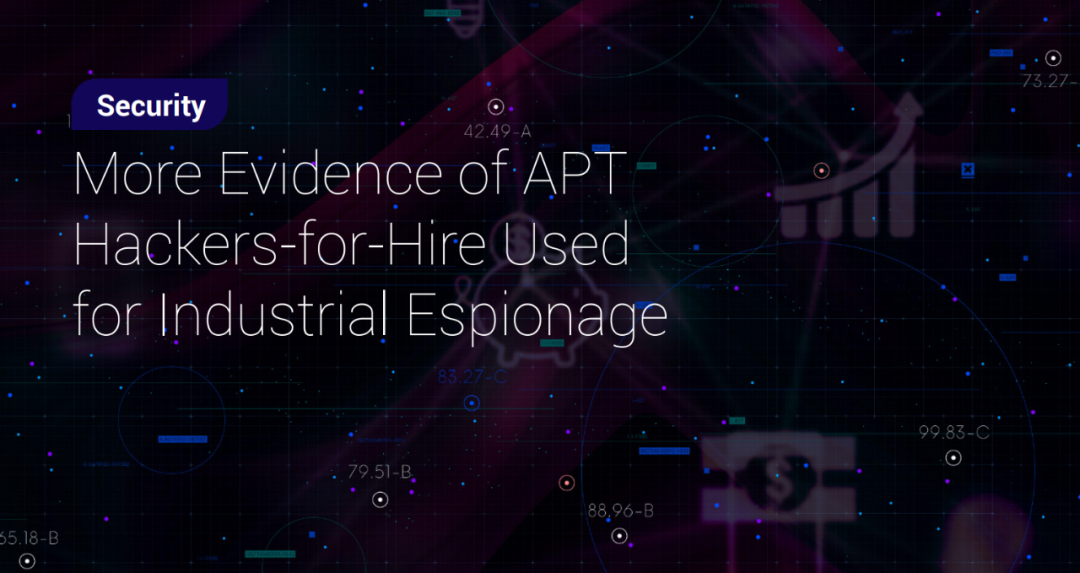 73.27-
Security
42.49-A
More Evidence of APT
Hackers-for-Hire Used
for Industrial Espionage
83.27-C
99.83-C
79.51-B
88.96-B
65.18-B